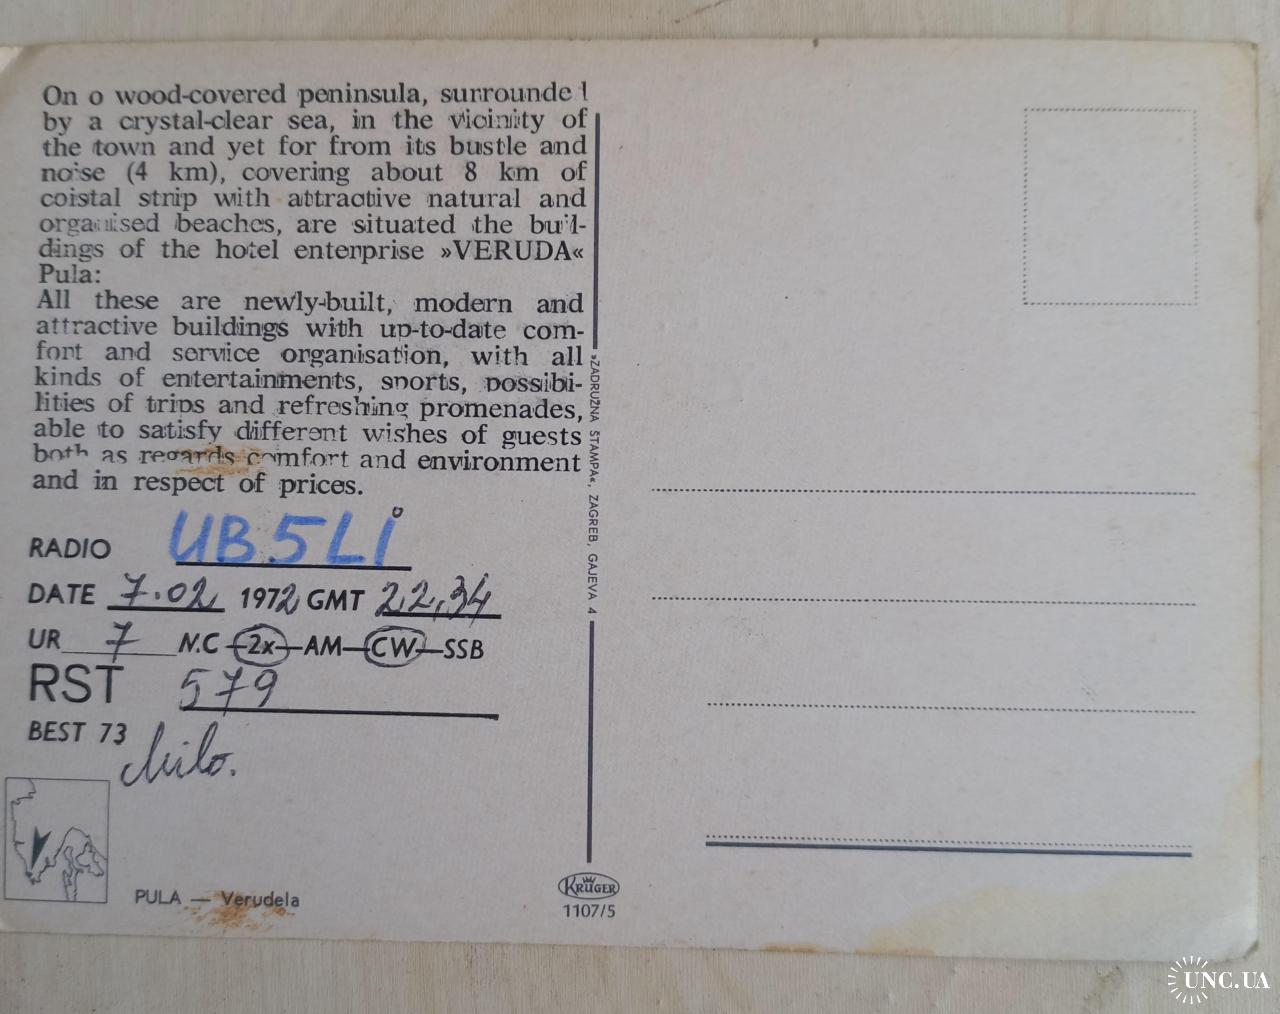 On o wood-covered peninsula, surrounde l
by a crystal-clear sea, in the vicinity of
the town and yet for from its bustle and
noise (4 km), covering about 8 km of
coistal strip with attractive natural and
organised beaches, are situated the buil-
dings of the hotel enterprise »VERUDA«
Pula:
All these are newly-built, modern and
attractive buildings with up-to-date com-
fort and service organisation, with all
kinds of entertainments, sports, possibi-
lities of trips and refreshing promenades,
able to satisfy different wishes of guests
both as regards comfort and environment
and in respect of prices.
RADIO UB5LI
DATE 7.02 1972 GMT 22,34
UR 7 N.C —2x—AM—CW—SSB
RST 579
BEST 73
Milo.
PULA — Verudela
»ZADRUŽNA ŠTAMPA«, ZAGREB, GAJEVA 4
KRÜGER
1107/5
UNC.UA